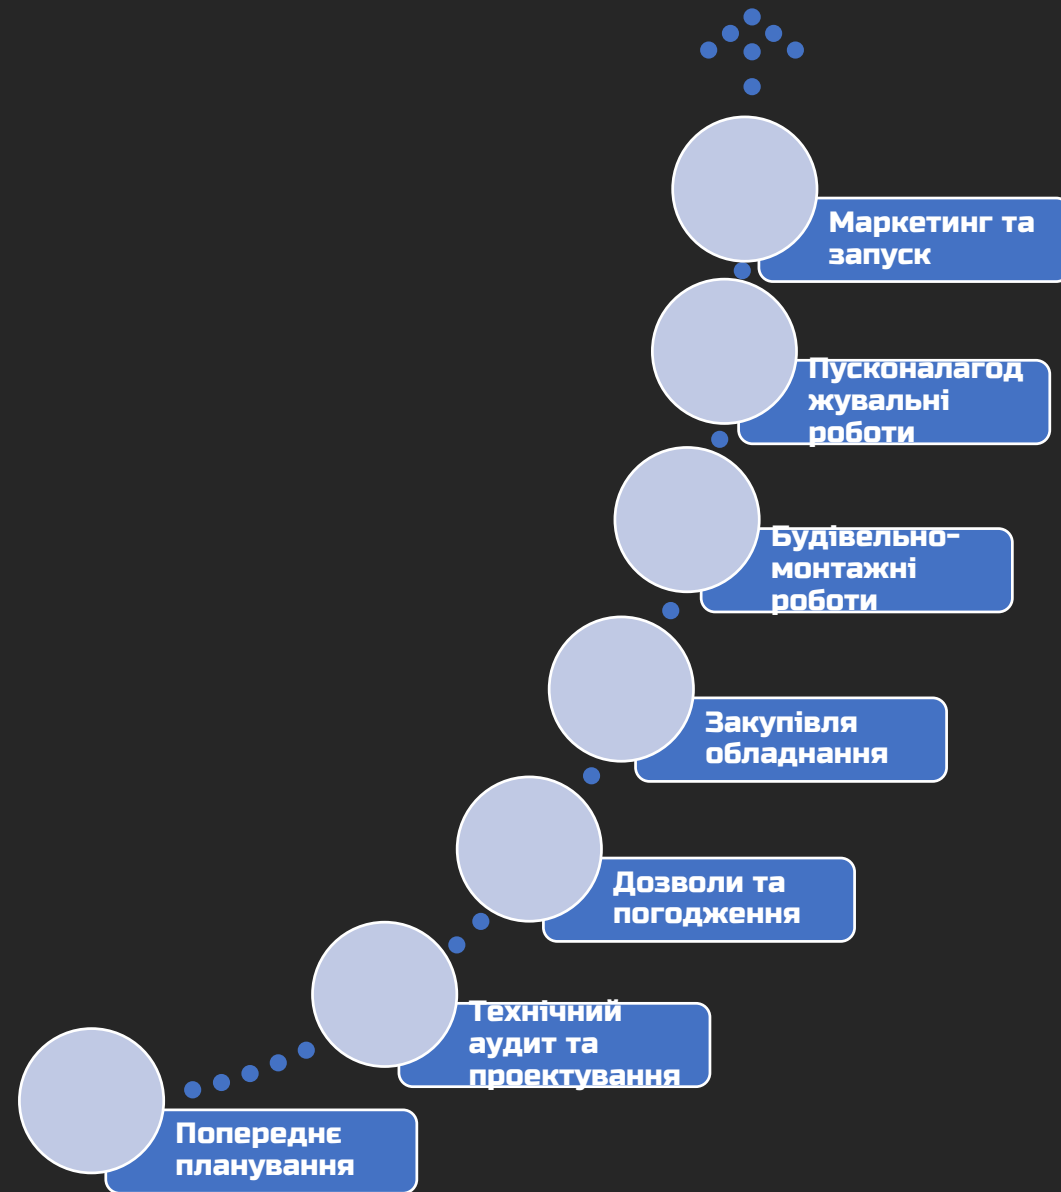 Маркетинг та
запуск
Пусконалагод
жувальні
роботи
Будівельно-
монтажні
роботи
Закупівля
обладнання
Дозволи та
погодження
Технічний
аудит та
проектування
Попереднє
планування